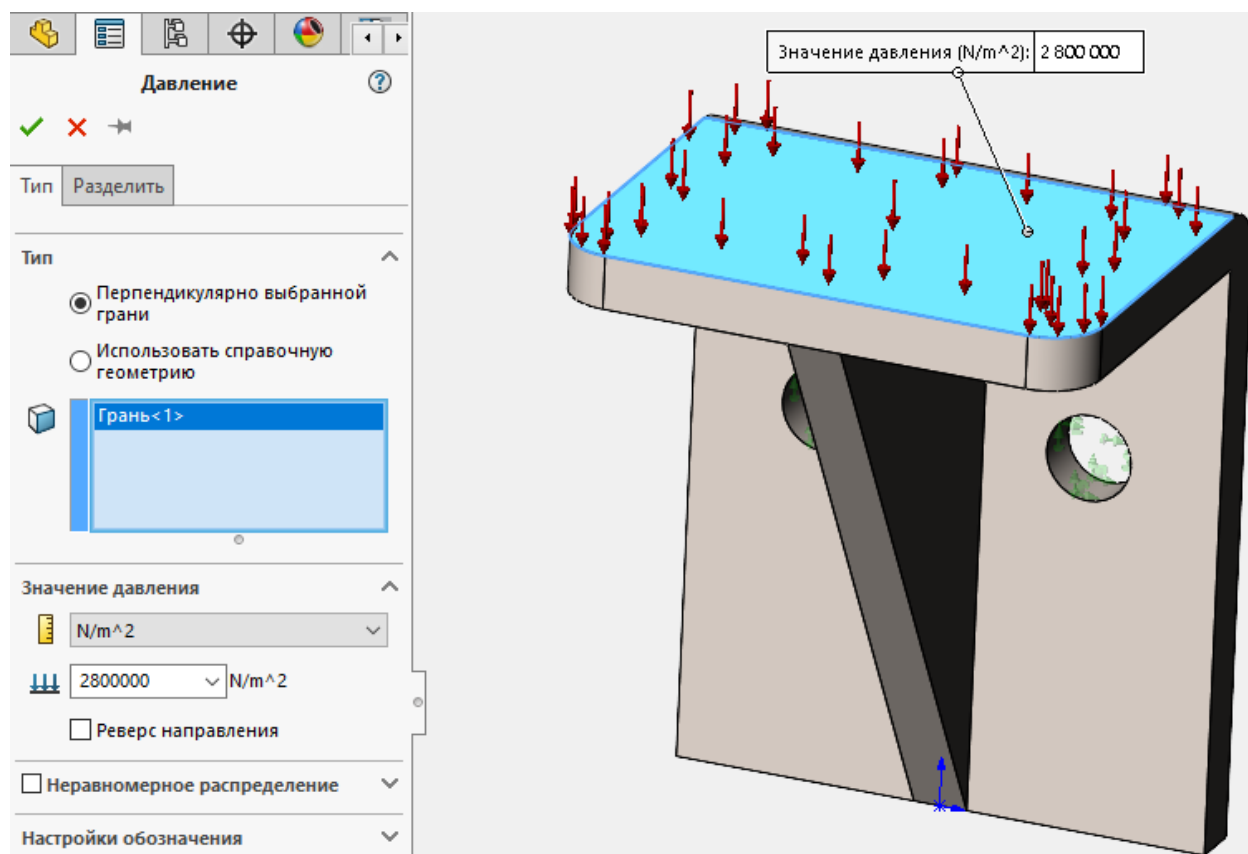 Давление
Тип Разделить
Тип
Перпендикулярно выбранной
грани
Использовать справочную
геометрию
Грань<1>
Значение давления
N/m^2
2800000 N/m^2
Реверс направления
Неравномерное распределение
Настройки обозначения
Значение давления (N/m^2): 2 800 000